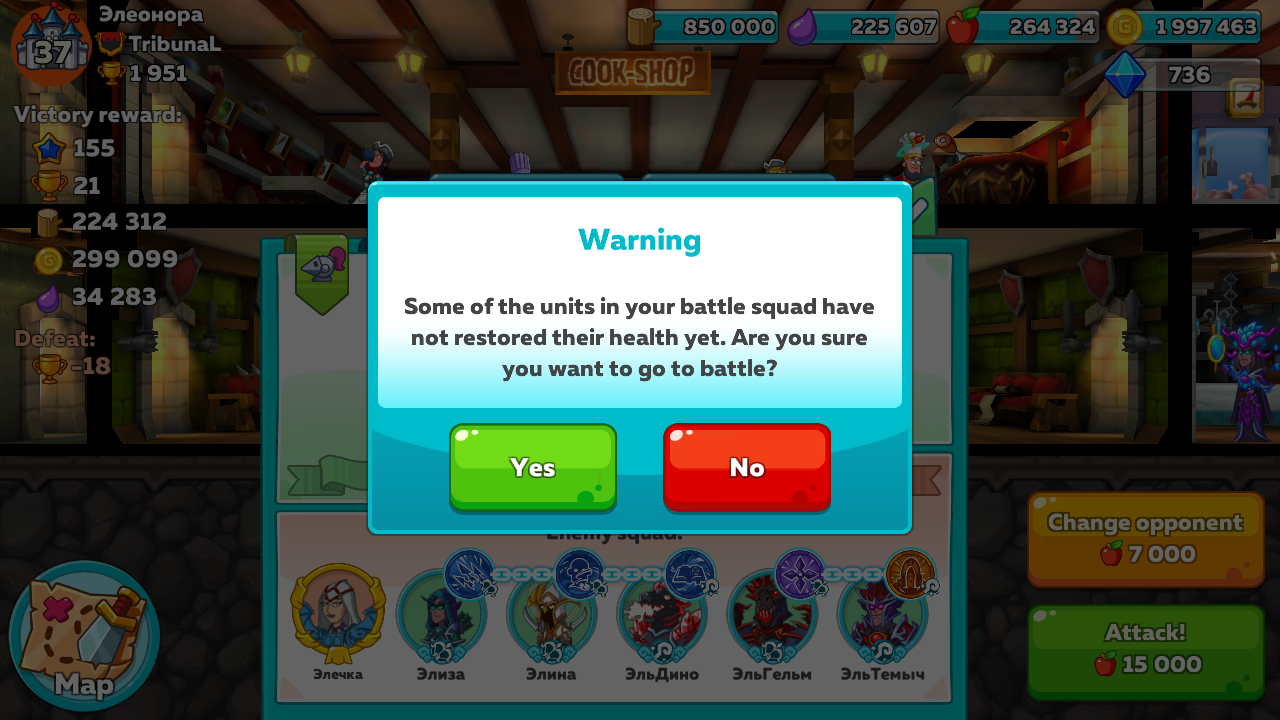 Элеонора
37
TribunaL
1 951
850 000
225 607
264 324
1 997 463
736
COOK-SHOP
Victory reward:
155
21
224 312
299 099
34 283
Defeat:
-18
Warning
Some of the units in your battle squad have
not restored their health yet. Are you sure
you want to go to battle?
Yes
No
Enemy squad:
Элечка
Элиза
Элина
ЭльДино
ЭльГельм
ЭльТемыч
Map
Change opponent
7 000
Attack!
15 000